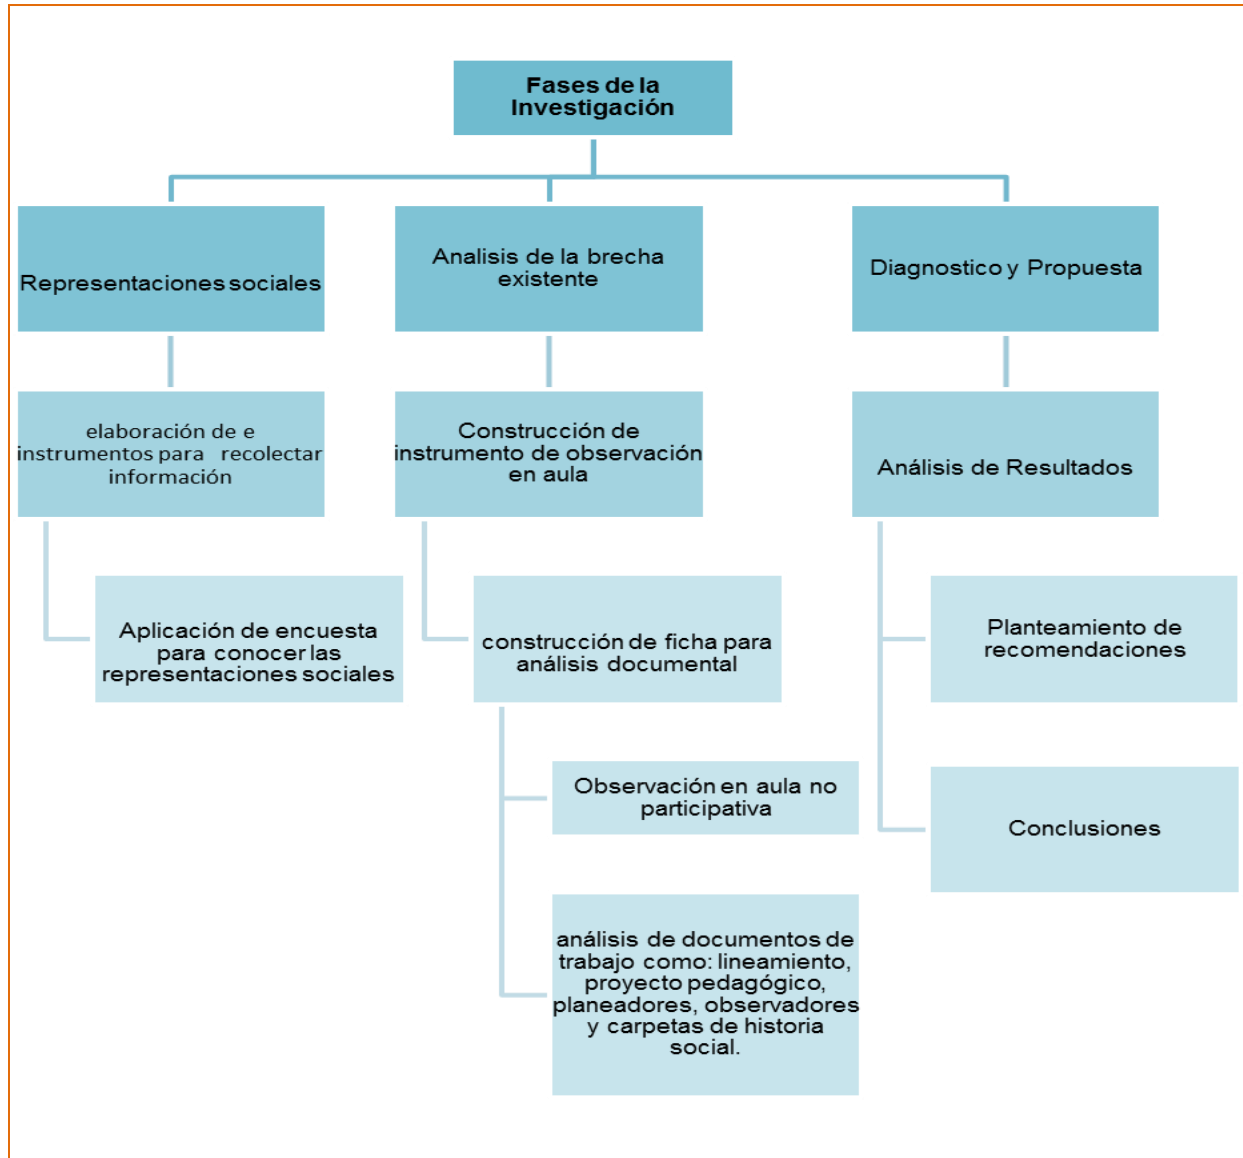 Fases de la
Investigación
Representaciones sociales
Analisis de la brecha
existente
Diagnostico y Propuesta
elaboración de e
instrumentos para recolectar
información
Construcción de
instrumento de observación
en aula
Análisis de Resultados
Aplicación de encuesta
para conocer las
representaciones sociales
construcción de ficha para
análisis documental
Planteamiento de
recomendaciones
Observación en aula no
participativa
Conclusiones
análisis de documentos de
trabajo como: lineamiento,
proyecto pedagógico,
planeadores, observadores
y carpetas de historia
social.